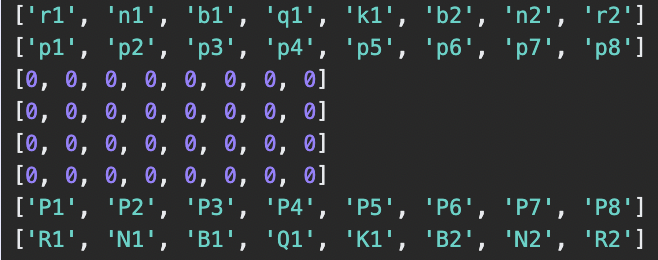 ['r1', 'n1', 'b1', 'q1', 'k1', 'b2', 'n2', 'r2']
['p1', 'p2', 'p3', 'p4', 'p5', 'p6', 'p7', 'p8']
[0, 0, 0, 0, 0, 0, 0, 0]
[0, 0, 0, 0, 0, 0, 0, 0]
[0, 0, 0, 0, 0, 0, 0, 0]
[0, 0, 0, 0, 0, 0, 0, 0]
['P1', 'P2', 'P3', 'P4', 'P5', 'P6', 'P7', 'P8']
['R1', 'N1', 'B1', 'Q1', 'K1', 'B2', 'N2', 'R2']